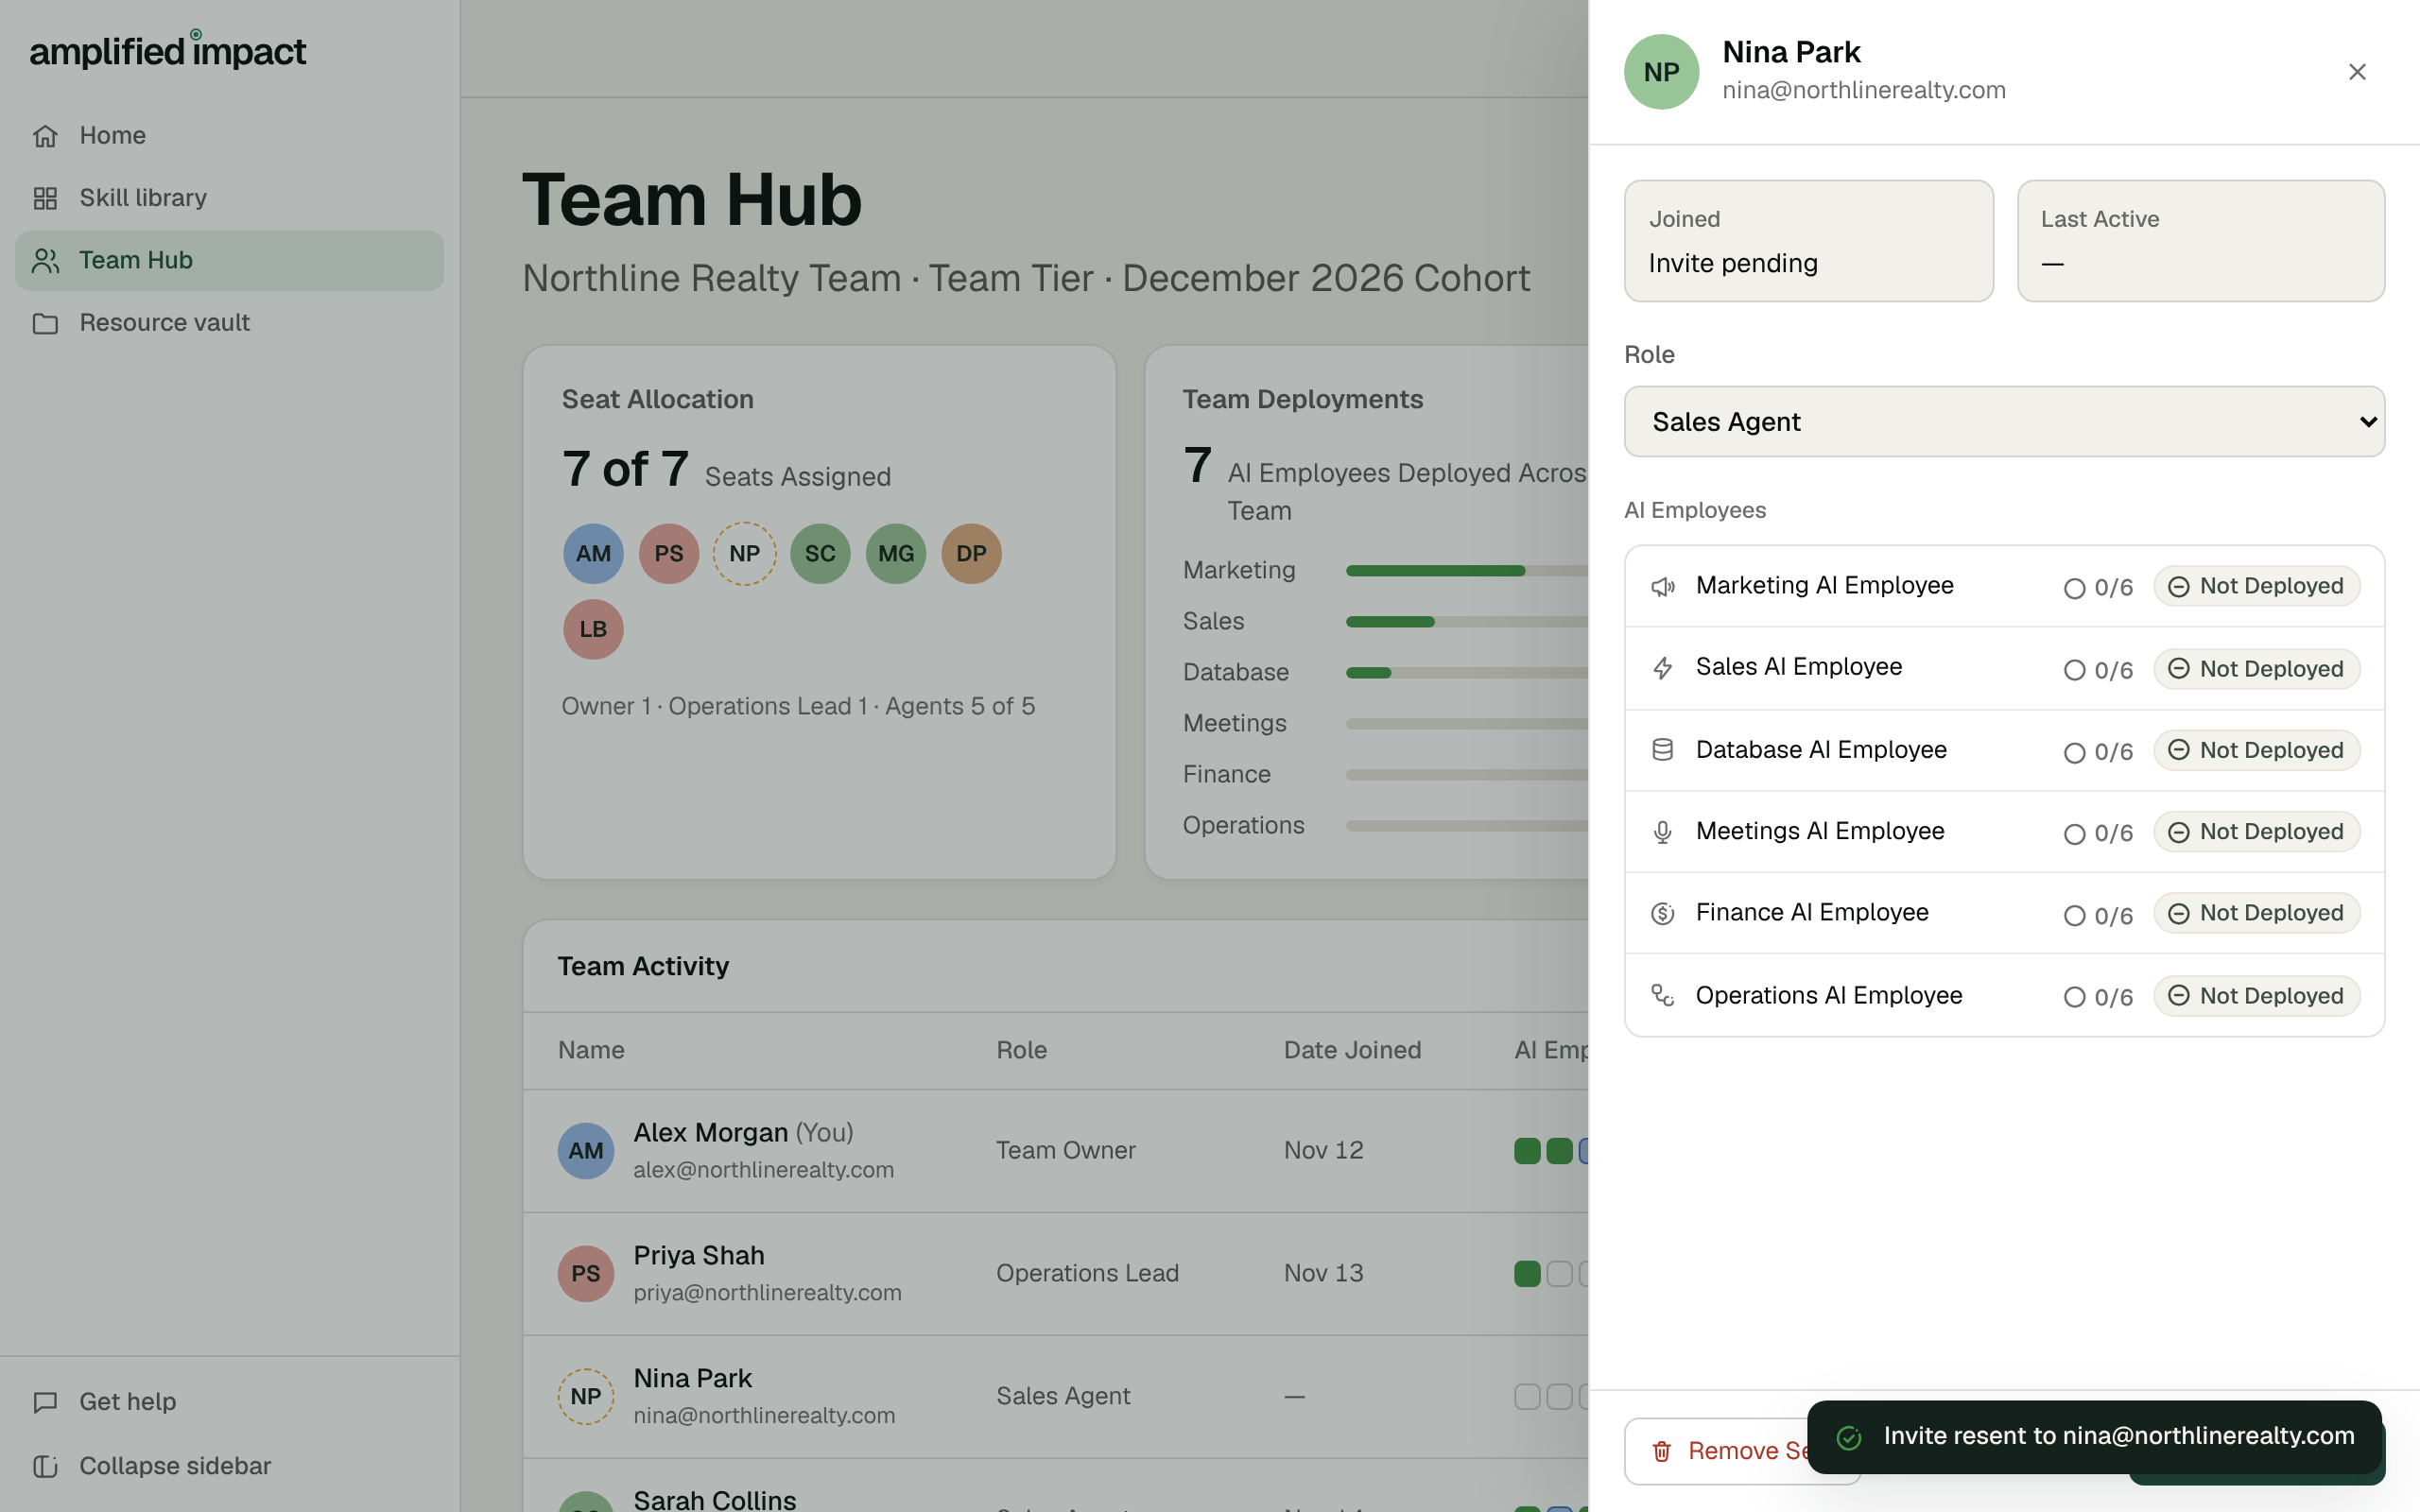 amplified impact
Home
Skill library
Team Hub
Resource vault
Get help
Collapse sidebar
Team Hub
Northline Realty Team · Team Tier · December 2026 Cohort
Seat Allocation
7 of 7 Seats Assigned
AM PS NP SC MG DP
LB
Owner 1 · Operations Lead 1 · Agents 5 of 5
Team Deployments
7 AI Employees Deployed Acros
Team
Marketing
Sales
Database
Meetings
Finance
Operations
Team Activity
Name Role Date Joined AI Emp
AM Alex Morgan (You) Team Owner Nov 12
alex@northlinerealty.com
PS Priya Shah Operations Lead Nov 13
priya@northlinerealty.com
NP Nina Park Sales Agent —
nina@northlinerealty.com
Sarah Collins
NP Nina Park
nina@northlinerealty.com
Joined
Invite pending
Last Active
—
Role
Sales Agent
AI Employees
Marketing AI Employee 0/6 Not Deployed
Sales AI Employee 0/6 Not Deployed
Database AI Employee 0/6 Not Deployed
Meetings AI Employee 0/6 Not Deployed
Finance AI Employee 0/6 Not Deployed
Operations AI Employee 0/6 Not Deployed
Remove Se
Invite resent to nina@northlinerealty.com